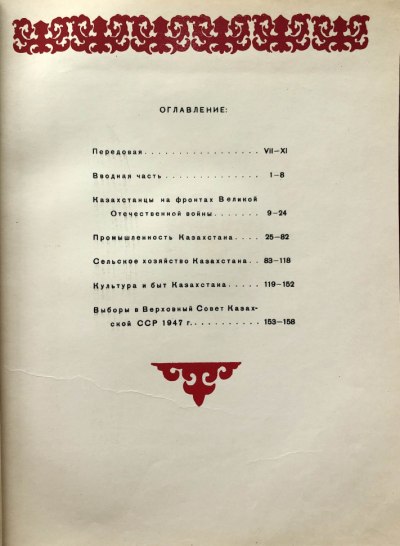 ОГЛАВЛЕНИЕ:
Передовая. . . . . . . . . . . . . . . . VII—XI
Вводная часть . . . . . . . . . . . . . 1—8
Казахстанцы на фронтах Великой
Отечественной войны. . . . . . . 9—24
Промышленность Казахстана. . . . 25—82
Сельское хозяйство Казахстана. . 83—118
Культура и быт Казахстана. . . . . 119—152
Выборы в Верховный Совет Казах-
ской ССР 1947 г. . . . . . . . . . . 153—158